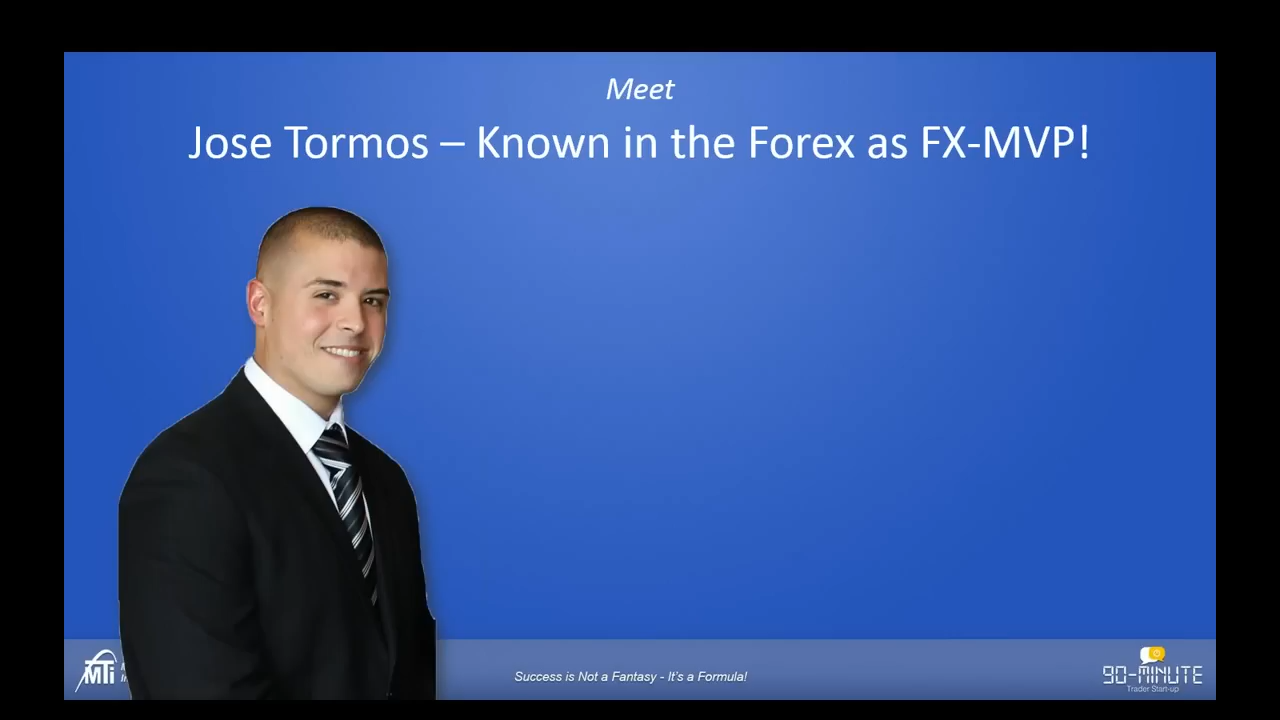 Meet
Jose Tormos – Known in the Forex as FX-MVP!
MTi
Success is Not a Fantasy - It's a Formula!
90-MINUTE
Trader Start-up